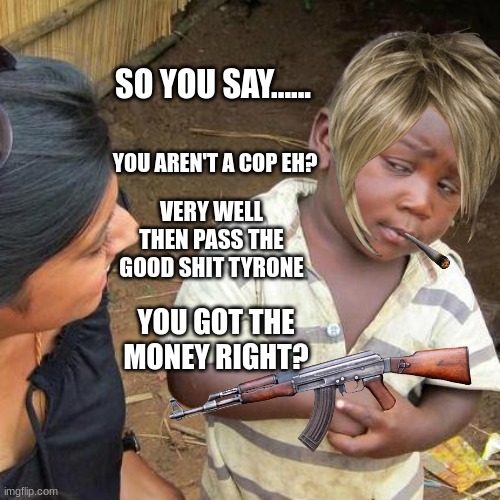 SO YOU SAY......
YOU AREN'T A COP EH?
VERY WELL
THEN PASS THE
GOOD SHIT TYRONE
YOU GOT THE
MONEY RIGHT?
imgflip.com